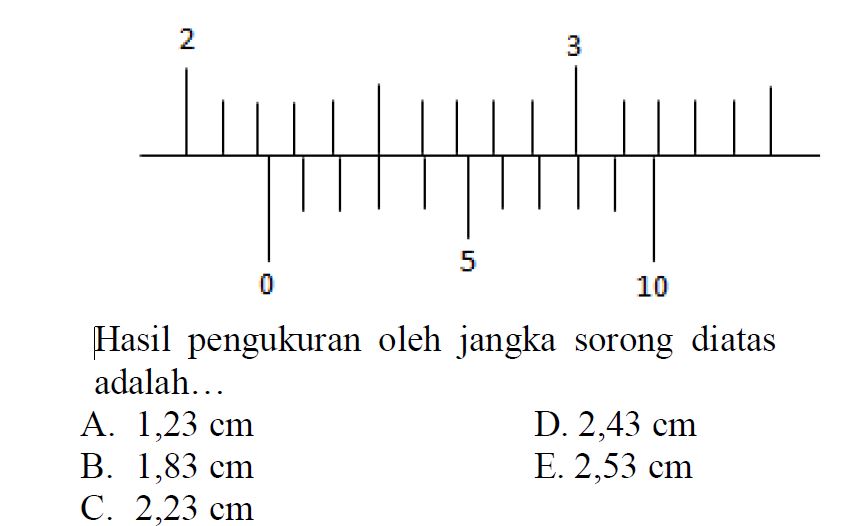 2
3
0
5
10
Hasil pengukuran oleh jangka sorong diatas
adalah…
A. 1,23 cm
B. 1,83 cm
C. 2,23 cm
D. 2,43 cm
E. 2,53 cm